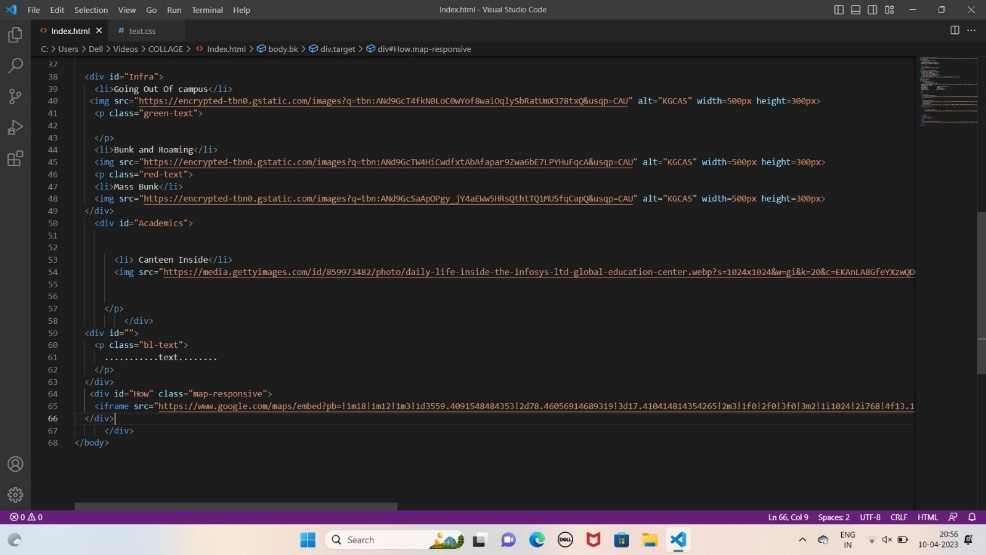 File Edit Selection View Go Run Terminal Help
Index.html - Visual Studio Code
Index.html
# text.css
C: > Users > Dell > Videos > COLLAGE > Index.html > body.bk > div.target > div#How.map-responsive
37
38 <div id="Infra">
39 <li>Going Out Of campus</li>
40 <img src="https://encrypted-tbn0.gstatic.com/images?q=tbn:ANd9GcT4fkN0LoC0wYof8waiOqlySbRatUmX378txQ&usqp=CAU" alt="KGCAS" width=500px height=300px>
41 <p class="green-text">
42
43 </p>
44 <li>Bunk and Roaming</li>
45 <img src="https://encrypted-tbn0.gstatic.com/images?q=tbn:ANd9GcTW4HiCwdfxtAbAfapar9Zwa6bE7LPYHuFqcA&usqp=CAU" alt="KGCAS" width=500px height=300px>
46 <p class="red-text">
47 <li>Mass Bunk</li>
48 <img src="https://encrypted-tbn0.gstatic.com/images?q=tbn:ANd9GcSaApOPgy_jY4aEWw5HRsQthtTQ1MUSfqCapQ&usqp=CAU" alt="KGCAS" width=500px height=300px>
49 </div>
50 <div id="Academics">
51
52
53 <li> Canteen Inside</li>
54 <img src="https://media.gettyimages.com/id/859973482/photo/daily-life-inside-the-infosys-ltd-global-education-center.webp?s=1024x1024&w=gi&k=20&c=EKAnLA8GfeYXzwQD
55
56
57 </p>
58 </div>
59 <div id="">
60 <p class="bl-text">
61 ...........text........
62 </p>
63 </div>
64 <div id="How" class="map-responsive">
65 <iframe src="https://www.google.com/maps/embed?pb=!1m18!1m12!1m3!1d3559.4091548484353!2d78.46056914689319!3d17.410414814354265!2m3!1f0!2f0!3f0!3m2!1i1024!2i768!4f13.1
66 </div>
67 </div>
68 </body>
0 0 Ln 66, Col 9 Spaces: 2 UTF-8 CRLF HTML
Search
DELL
ENG
IN
20:56
10-04-2023